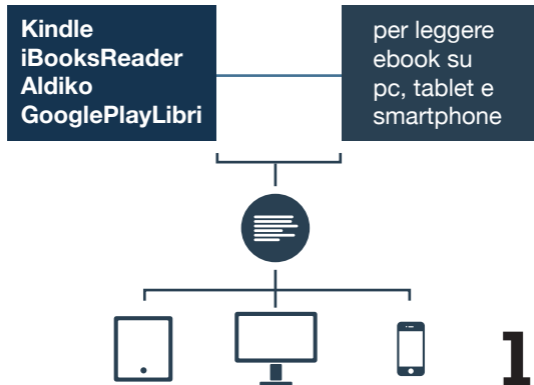 Kindle
iBooksReader
Aldiko
GooglePlayLibri
per leggere
ebook su
pc, tablet e
smartphone
1